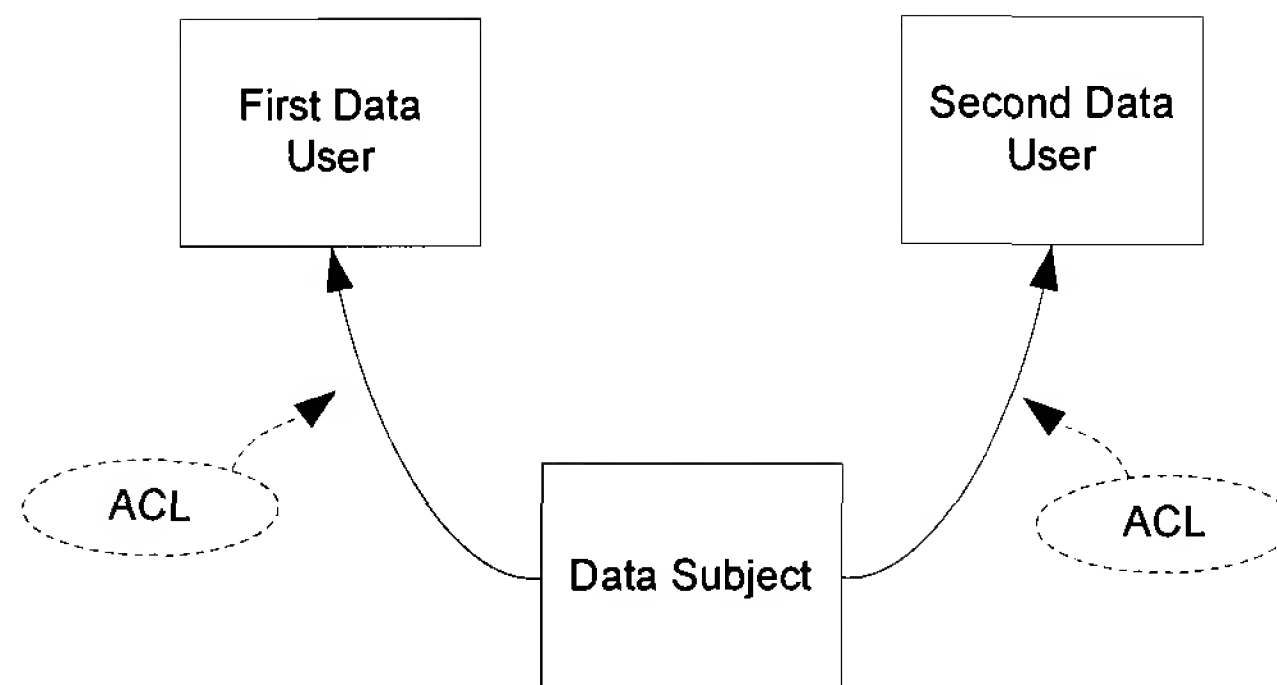 First Data
User
Second Data
User
ACL
ACL
Data Subject